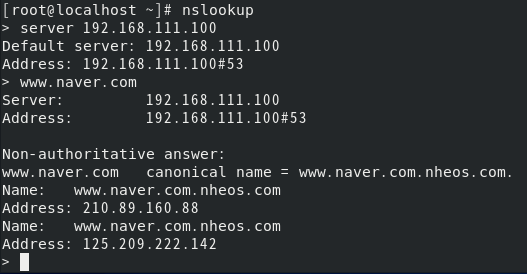 [root@localhost ~]# nslookup
> server 192.168.111.100
Default server: 192.168.111.100
Address: 192.168.111.100#53
> www.naver.com
Server:         192.168.111.100
Address:        192.168.111.100#53

Non-authoritative answer:
www.naver.com   canonical name = www.naver.com.nheos.com.
Name:   www.naver.com.nheos.com
Address: 210.89.160.88
Name:   www.naver.com.nheos.com
Address: 125.209.222.142
>